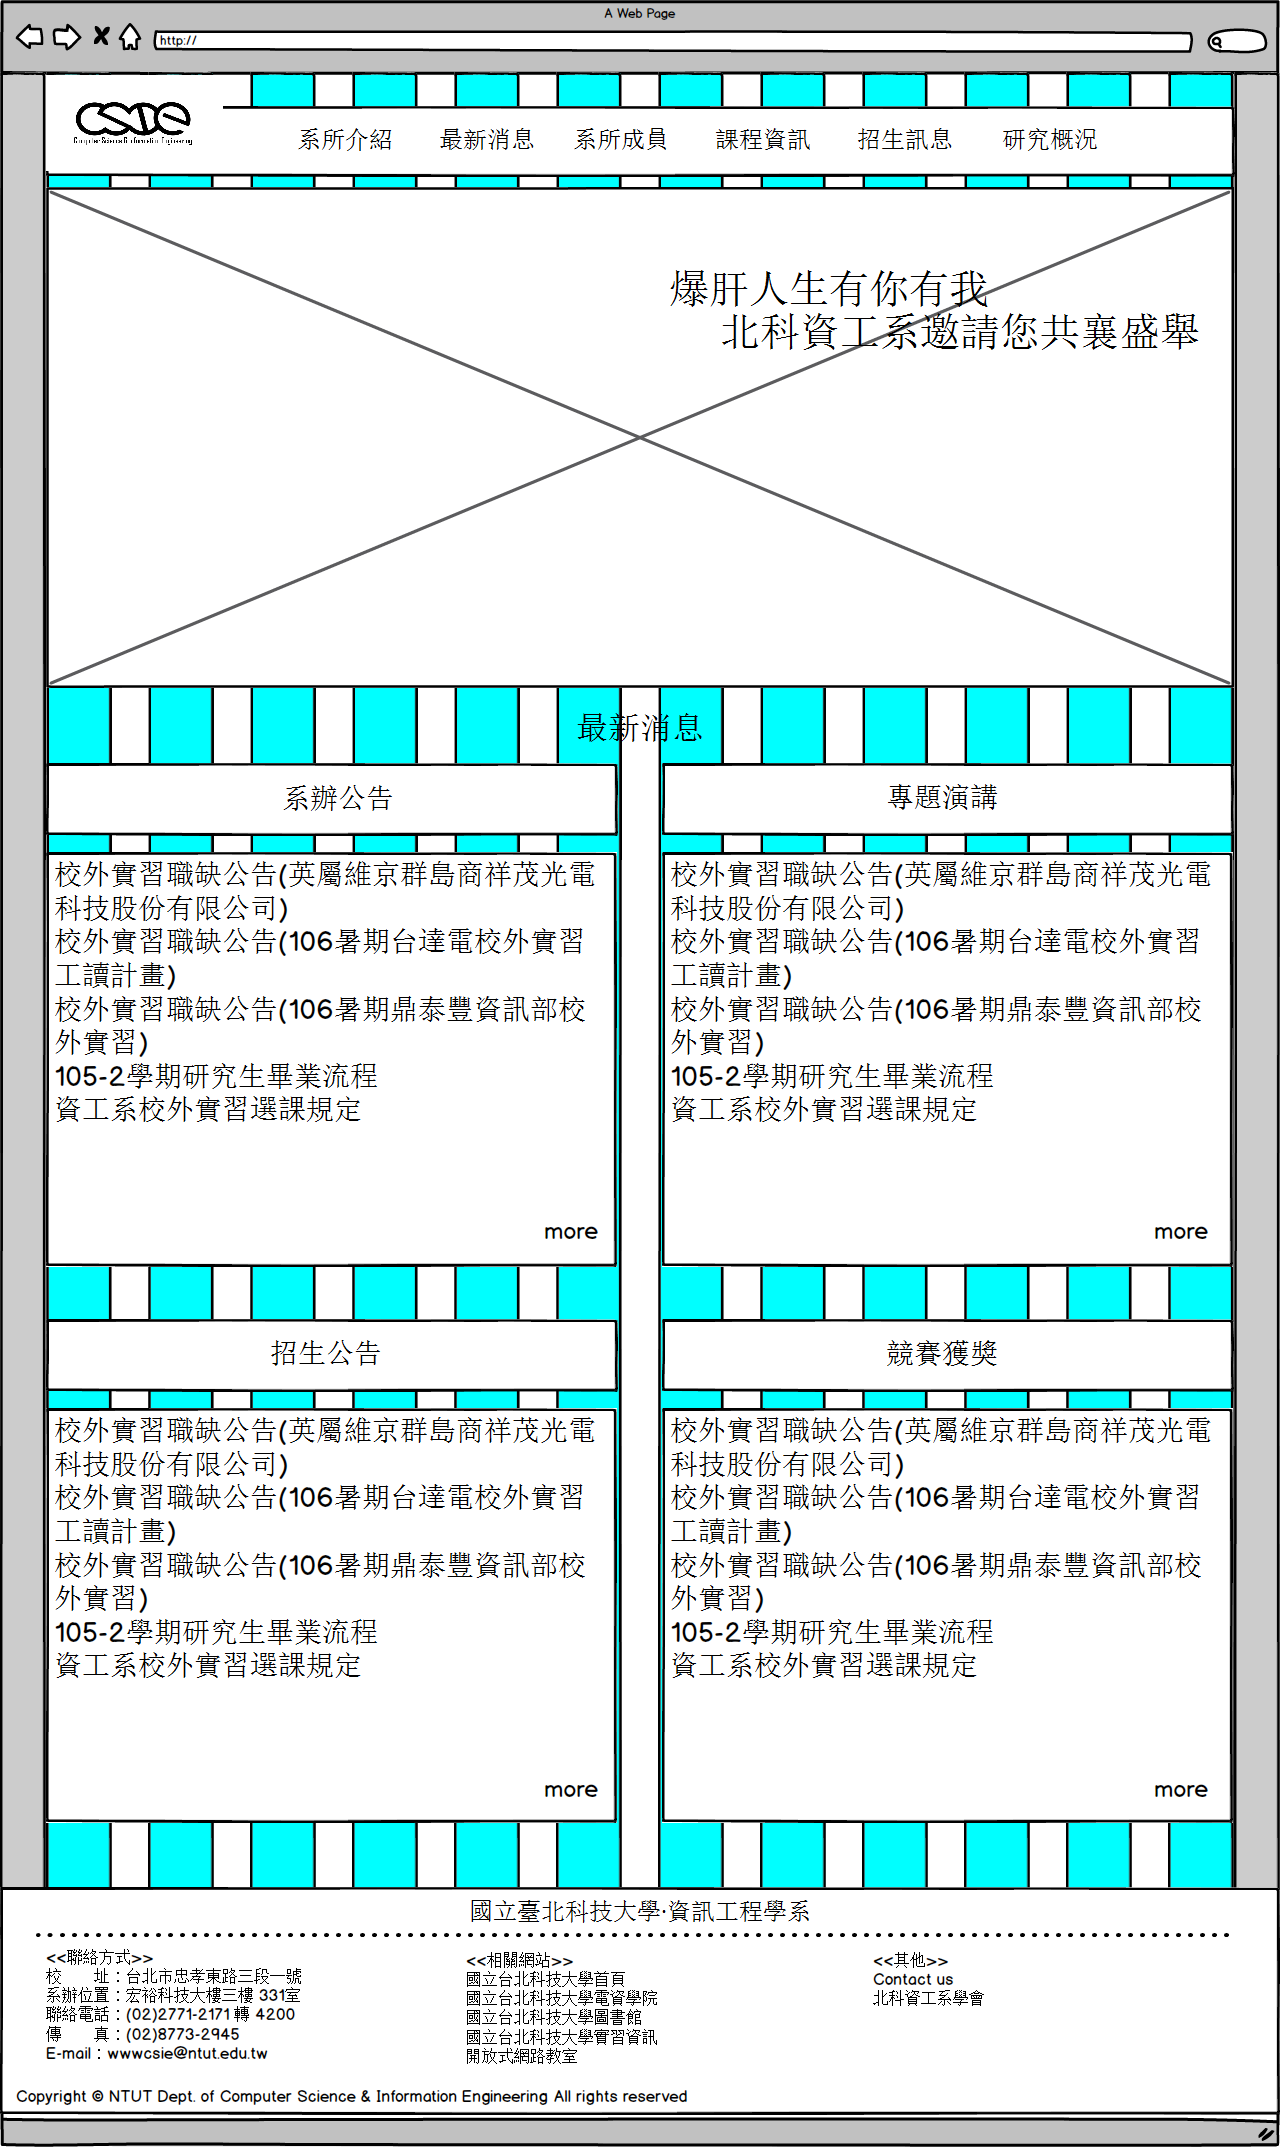 A Web Page
http://
CSIE
Computer Science & Information Engineering
系所介紹 最新消息 系所成員 課程資訊 招生訊息 研究概況
爆肝人生有你有我
北科資工系邀請您共襄盛舉
最新消息
系辦公告
校外實習職缺公告(英屬維京群島商祥茂光電
科技股份有限公司)
校外實習職缺公告(106暑期台達電校外實習
工讀計畫)
校外實習職缺公告(106暑期鼎泰豐資訊部校
外實習)
105-2學期研究生畢業流程
資工系校外實習選課規定
more
專題演講
校外實習職缺公告(英屬維京群島商祥茂光電
科技股份有限公司)
校外實習職缺公告(106暑期台達電校外實習
工讀計畫)
校外實習職缺公告(106暑期鼎泰豐資訊部校
外實習)
105-2學期研究生畢業流程
資工系校外實習選課規定
more
招生公告
校外實習職缺公告(英屬維京群島商祥茂光電
科技股份有限公司)
校外實習職缺公告(106暑期台達電校外實習
工讀計畫)
校外實習職缺公告(106暑期鼎泰豐資訊部校
外實習)
105-2學期研究生畢業流程
資工系校外實習選課規定
more
競賽獲獎
校外實習職缺公告(英屬維京群島商祥茂光電
科技股份有限公司)
校外實習職缺公告(106暑期台達電校外實習
工讀計畫)
校外實習職缺公告(106暑期鼎泰豐資訊部校
外實習)
105-2學期研究生畢業流程
資工系校外實習選課規定
more
國立臺北科技大學·資訊工程學系
<<聯絡方式>>
校　　址：台北市忠孝東路三段一號
系辦位置：宏裕科技大樓三樓 331室
聯絡電話：(02)2771-2171 轉 4200
傳　　真：(02)8773-2945
E-mail：wwwcsie@ntut.edu.tw
<<相關網站>>
國立台北科技大學首頁
國立台北科技大學電資學院
國立台北科技大學圖書館
國立台北科技大學實習資訊
開放式網路教室
<<其他>>
Contact us
北科資工系學會
Copyright © NTUT Dept. of Computer Science & Information Engineering All rights reserved